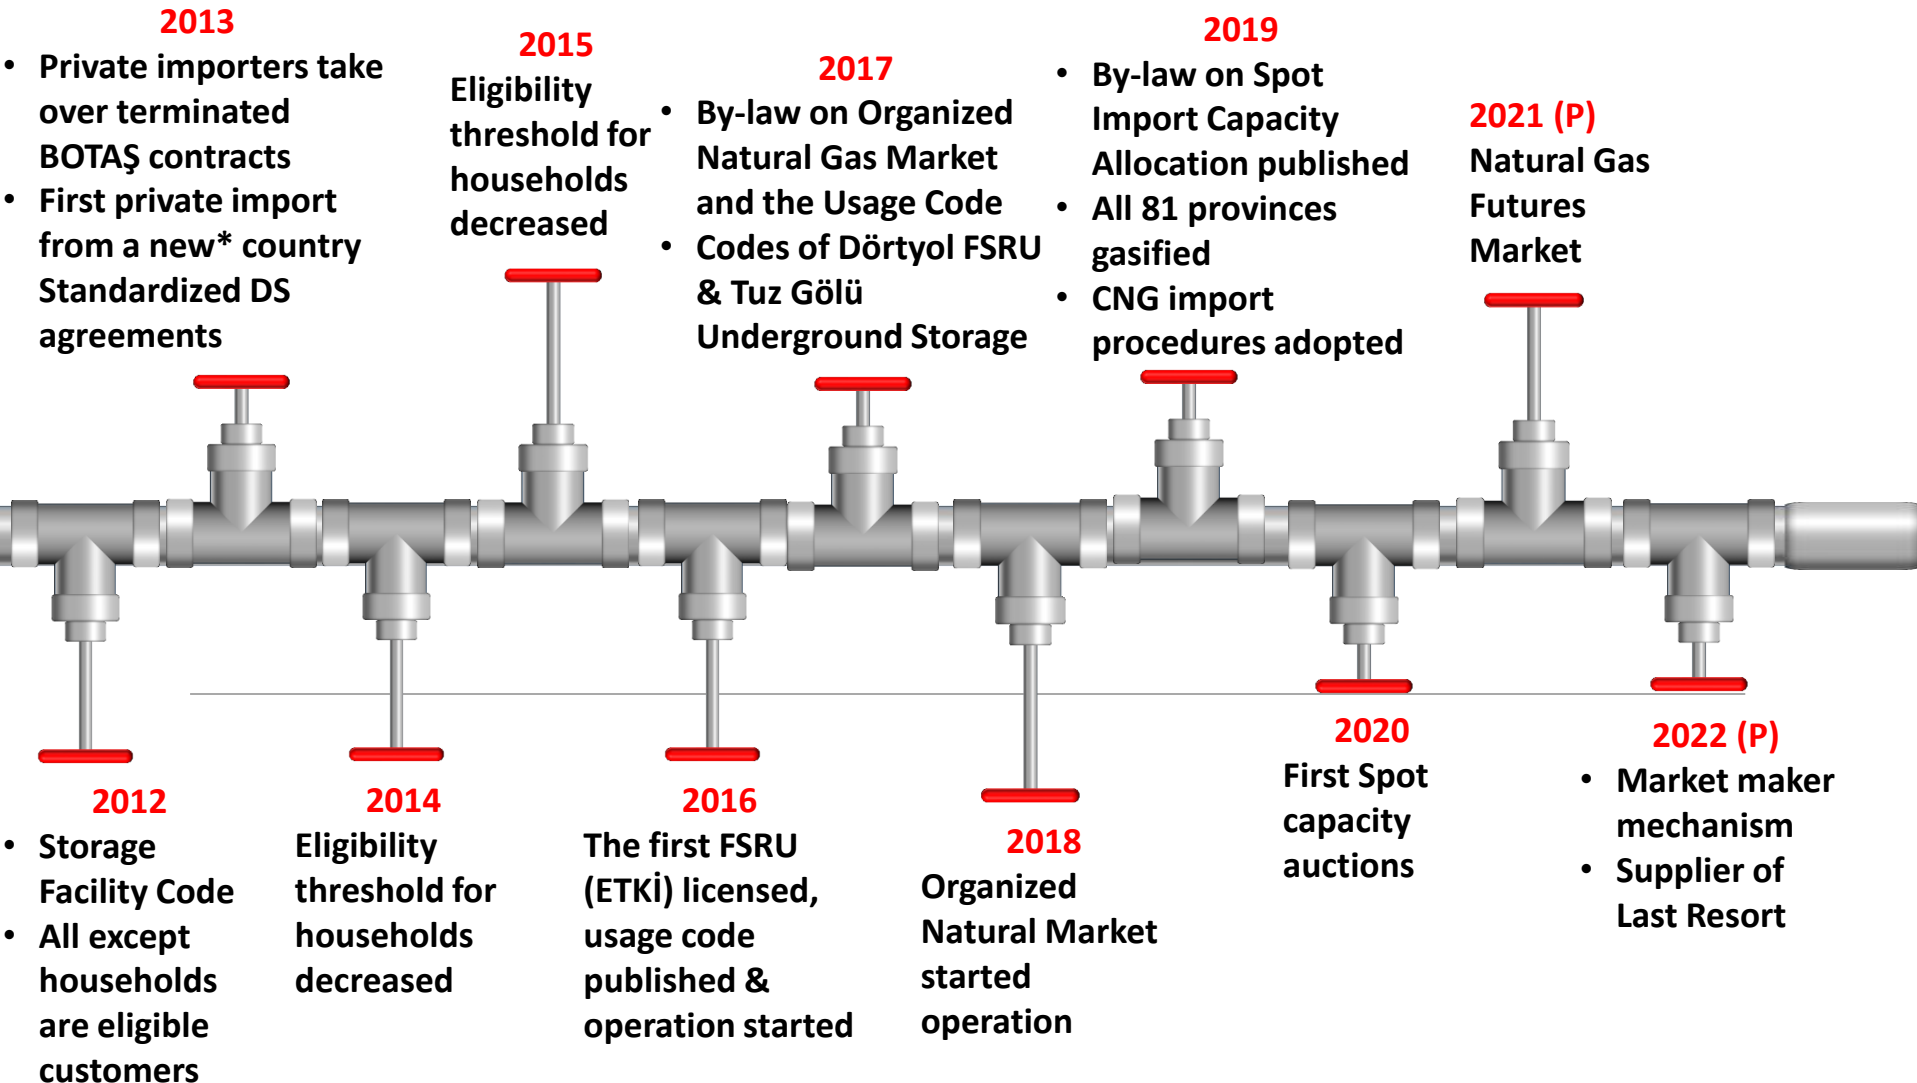 2013
• Private importers take
over terminated
BOTAŞ contracts
• First private import
from a new* country
Standardized DS
agreements
2015
Eligibility
threshold for
households
decreased
2017
• By-law on Organized
Natural Gas Market
and the Usage Code
• Codes of Dörtyol FSRU
& Tuz Gölü
Underground Storage
2019
• By-law on Spot
Import Capacity
Allocation published
• All 81 provinces
gasified
• CNG import
procedures adopted
2021 (P)
Natural Gas
Futures
Market
2012
• Storage
Facility Code
• All except
households
are eligible
customers
2014
Eligibility
threshold for
households
decreased
2016
The first FSRU
(ETKİ) licensed,
usage code
published &
operation started
2018
Organized
Natural Market
started
operation
2020
First Spot
capacity
auctions
2022 (P)
• Market maker
mechanism
• Supplier of
Last Resort